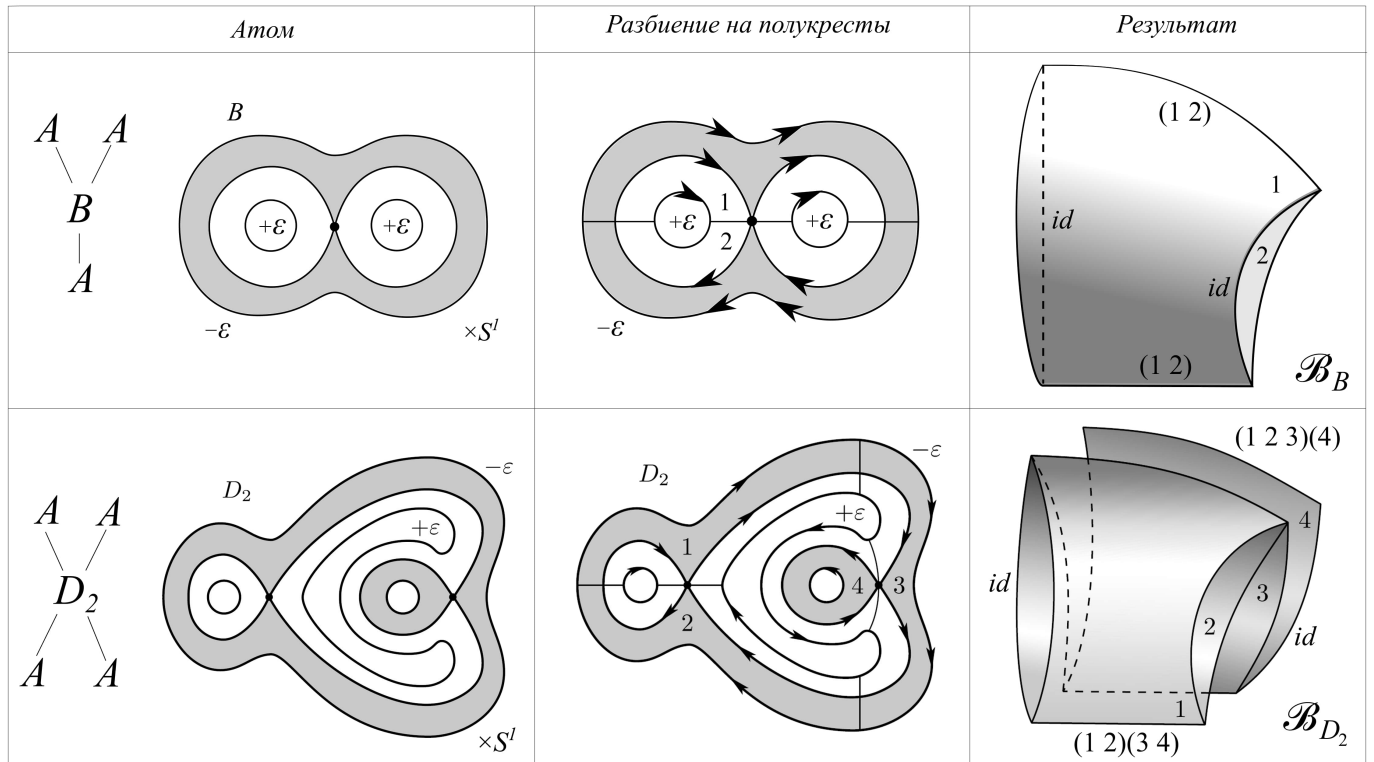 Атом
Разбиение на полукресты
Результат
A A
B
A
B
+ε +ε
−ε
×S¹
1
+ε +ε
2
−ε
(1 2)
1
id
2
id
(1 2)
ℬ_B
A A
D₂
A A
D₂
−ε
+ε
×S¹
D₂
−ε
+ε
1
4 3
2
(1 2 3)(4)
4
id
3
2
id
1
(1 2)(3 4)
ℬ_D₂